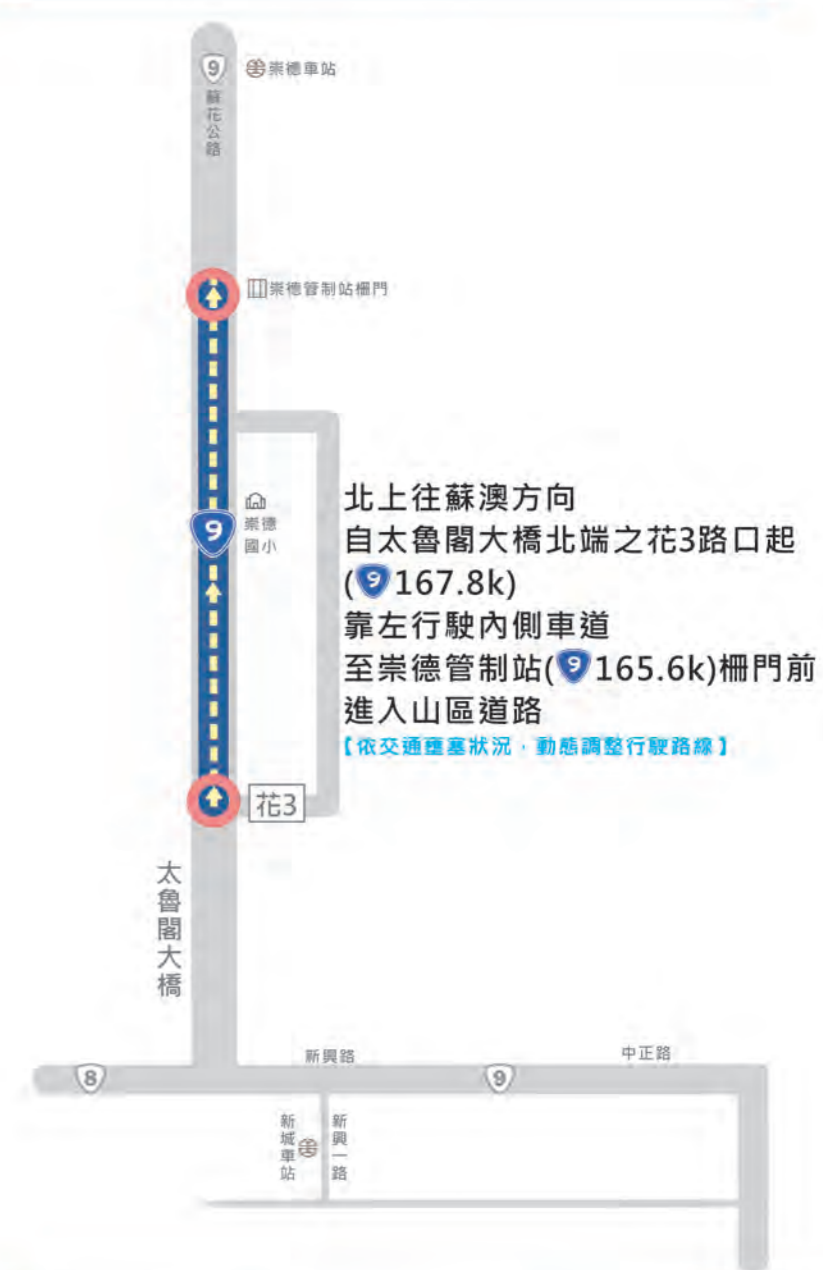 9
崇德車站
蘇花公路
崇德管制站柵門
9
崇德
國小
北上往蘇澳方向
自太魯閣大橋北端之花3路口起
(9 167.8k)
靠左行駛內側車道
至崇德管制站(9 165.6k)柵門前
進入山區道路
【依交通壅塞狀況，動態調整行駛路線】
花3
太魯閣大橋
新興路
中正路
8
9
新城車站
新興一路